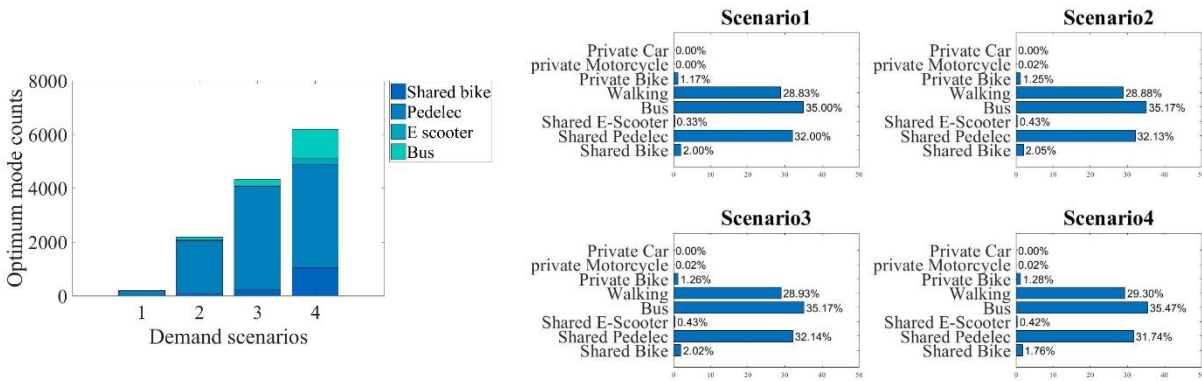 8000
6000
4000
2000
0
Optimum mode counts
1 2 3 4
Demand scenarios
Shared bike
Pedelec
E scooter
Bus
Scenario1
Private Car 0.00%
private Motorcycle 0.00%
Private Bike 1.17%
Walking 28.83%
Bus 35.00%
Shared E-Scooter 0.33%
Shared Pedelec 32.00%
Shared Bike 2.00%
0 10 20 30 40 50
Scenario2
Private Car 0.00%
private Motorcycle 0.02%
Private Bike 1.25%
Walking 28.88%
Bus 35.17%
Shared E-Scooter 0.43%
Shared Pedelec 32.13%
Shared Bike 2.05%
0 10 20 30 40 50
Scenario3
Private Car 0.00%
private Motorcycle 0.02%
Private Bike 1.26%
Walking 28.93%
Bus 35.17%
Shared E-Scooter 0.43%
Shared Pedelec 32.14%
Shared Bike 2.02%
0 10 20 30 40 50
Scenario4
Private Car 0.00%
private Motorcycle 0.02%
Private Bike 1.28%
Walking 29.30%
Bus 35.47%
Shared E-Scooter 0.42%
Shared Pedelec 31.74%
Shared Bike 1.76%
0 10 20 30 40 50